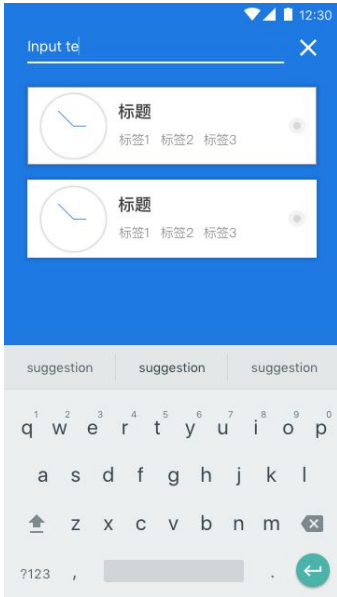 12:30
Input te
标题
标签1 标签2 标签3
标题
标签1 标签2 标签3
suggestion suggestion suggestion
1 2 3 4 5 6 7 8 9 0
q w e r t y u i o p
a s d f g h j k l
z x c v b n m
?123 , .